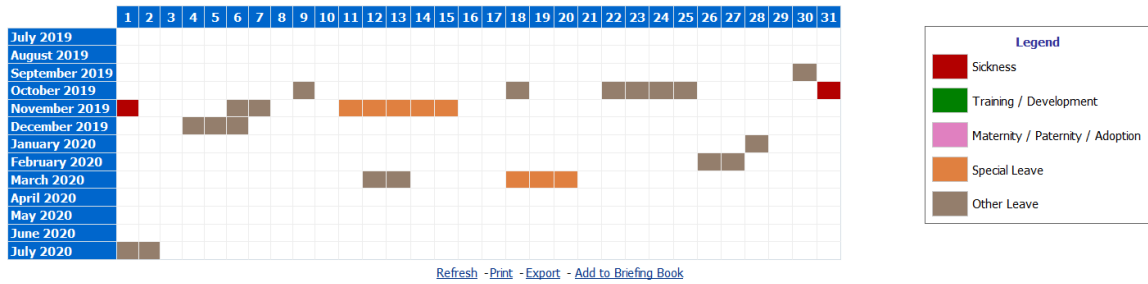 1 2 3 4 5 6 7 8 9 10 11 12 13 14 15 16 17 18 19 20 21 22 23 24 25 26 27 28 29 30 31
July 2019
August 2019
September 2019
October 2019
November 2019
December 2019
January 2020
February 2020
March 2020
April 2020
May 2020
June 2020
July 2020
Refresh - Print - Export - Add to Briefing Book
Legend
Sickness
Training / Development
Maternity / Paternity / Adoption
Special Leave
Other Leave